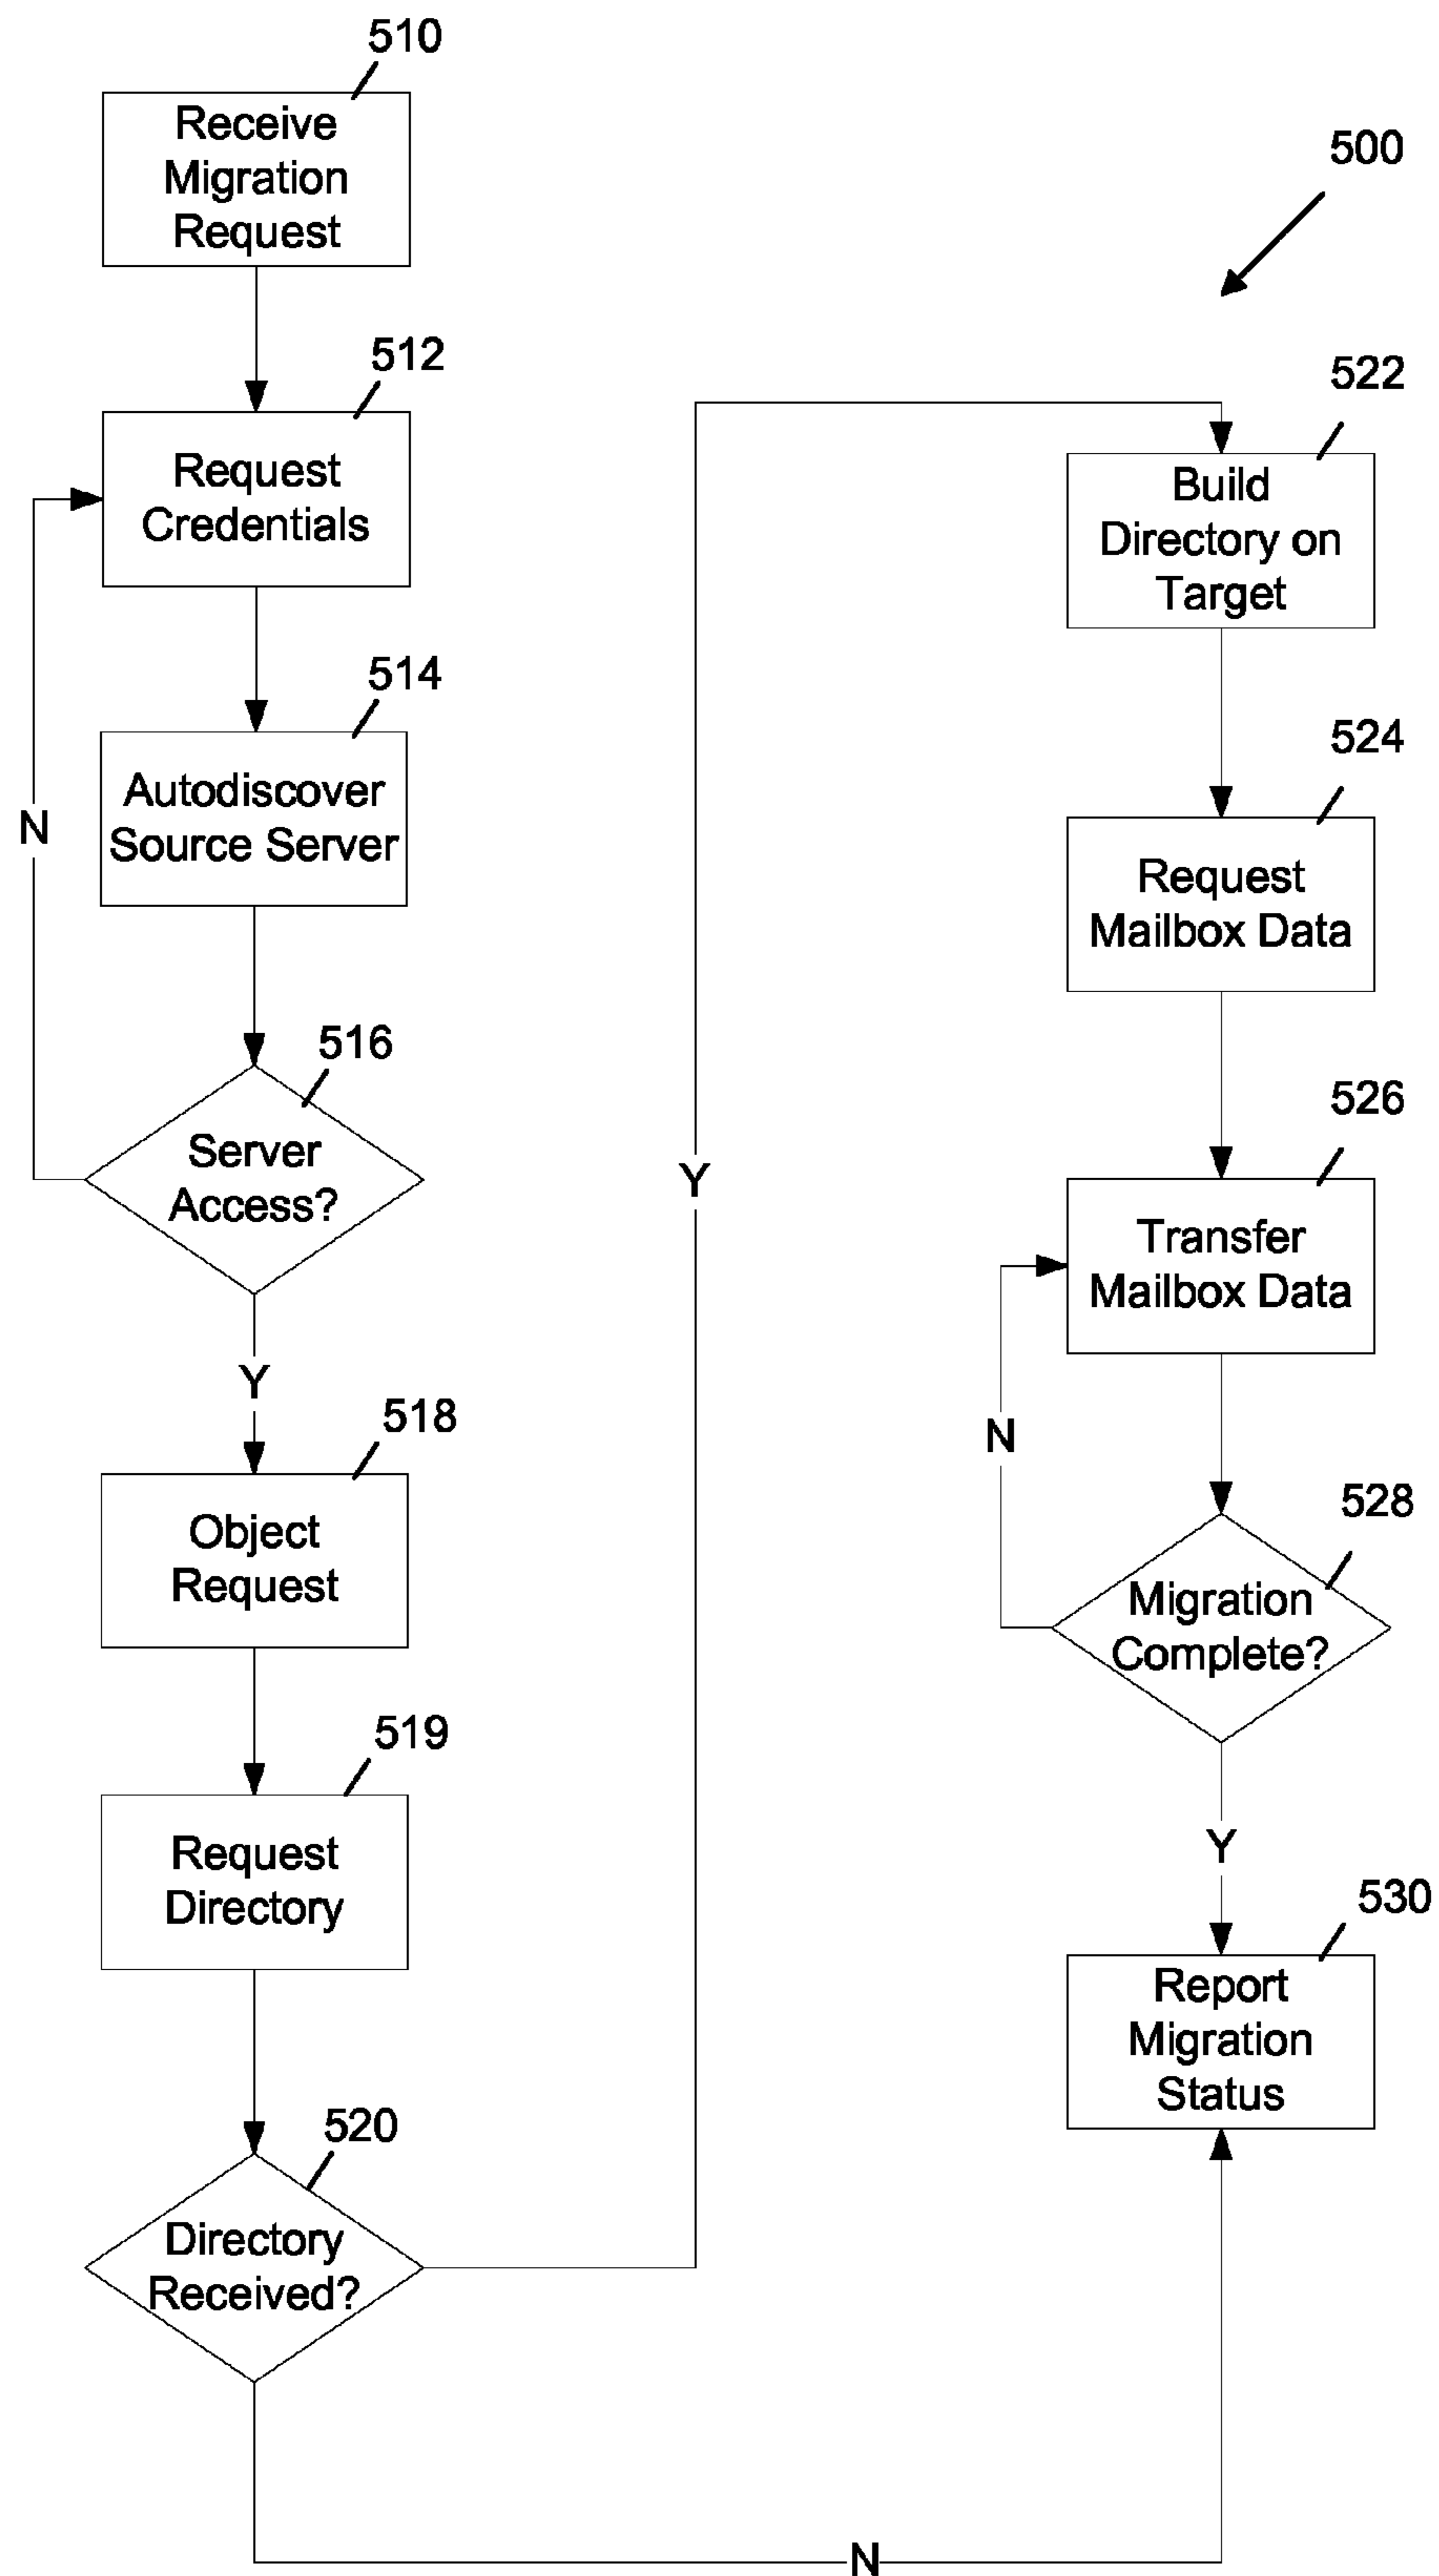 510
Receive
Migration
Request
512
Request
Credentials
514
Autodiscover
Source Server
N
516
Server
Access?
Y
518
Object
Request
519
Request
Directory
520
Directory
Received?
Y
N
500
522
Build
Directory on
Target
524
Request
Mailbox Data
526
Transfer
Mailbox Data
N
528
Migration
Complete?
Y
530
Report
Migration
Status